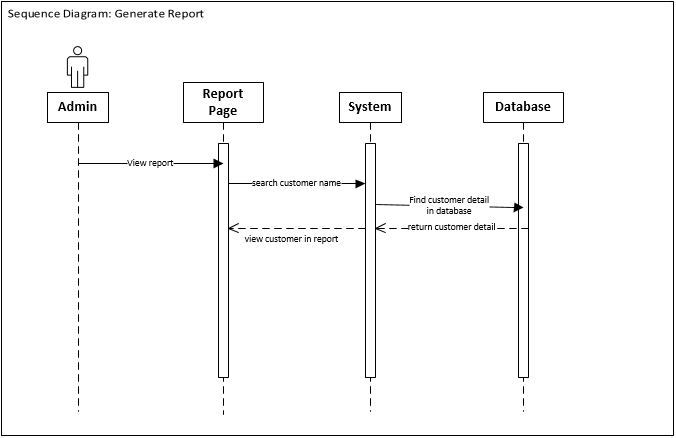 Sequence Diagram: Generate Report
Admin
Report
Page
System
Database
View report
search customer name
Find customer detail
in database
return customer detail
view customer in report